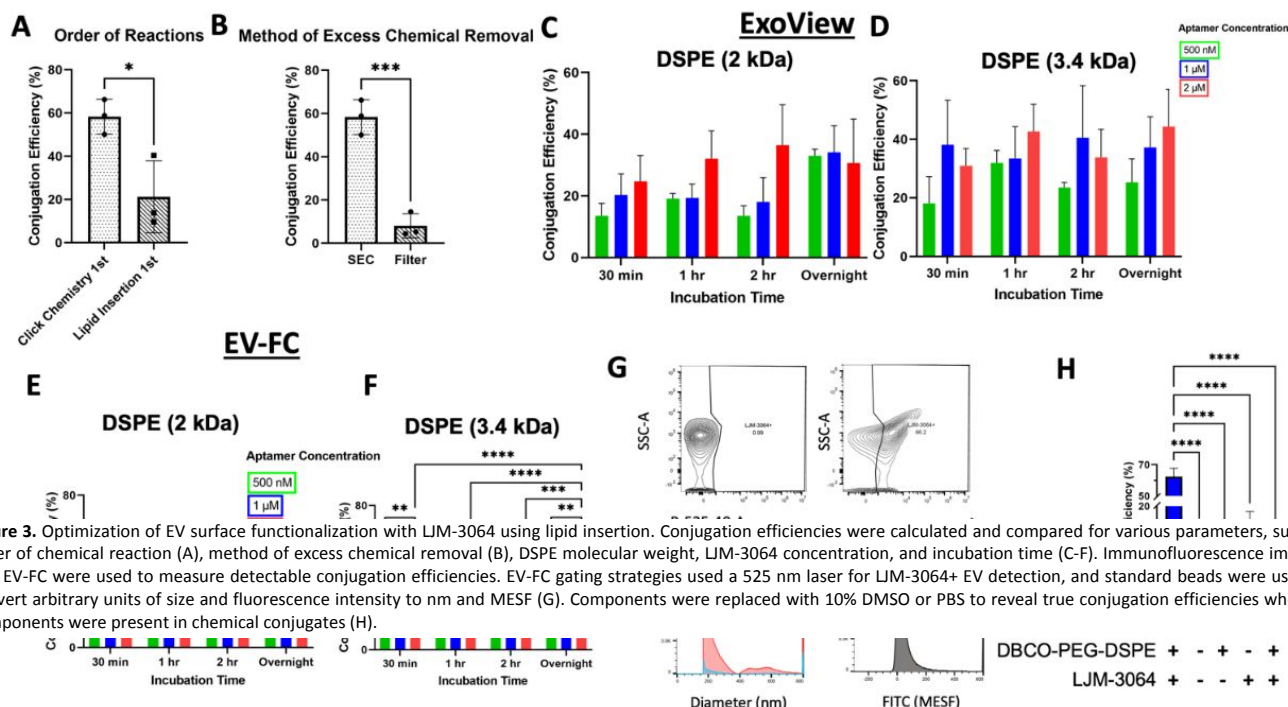 A
Order of Reactions
*
Conjugation Efficiency (%)
80
60
40
20
0
Click Chemistry 1st
Lipid Insertion 1st
B
Method of Excess Chemical Removal
***
Conjugation Efficiency (%)
80
60
40
20
0
SEC
Filter
ExoView
C
DSPE (2 kDa)
Conjugation Efficiency (%)
60
40
20
0
30 min
1 hr
2 hr
Overnight
Incubation Time
D
DSPE (3.4 kDa)
Conjugation Efficiency (%)
60
40
20
0
30 min
1 hr
2 hr
Overnight
Incubation Time
Aptamer Concentration
500 nM
1 µM
2 µM
EV-FC
E
DSPE (2 kDa)
Aptamer Concentration
500 nM
1 µM
80
(%)
F
DSPE (3.4 kDa)
****
****
***
**
**
80
(%)
G
SSC-A
LJM-3064+
0.99
SSC-A
LJM-3064+
66.2
H
****
****
****
****
70
50
20
(%)
ure 3. Optimization of EV surface functionalization with LJM-3064 using lipid insertion. Conjugation efficiencies were calculated and compared for various parameters, su
er of chemical reaction (A), method of excess chemical removal (B), DSPE molecular weight, LJM-3064 concentration, and incubation time (C-F). Immunofluorescence im
EV-FC were used to measure detectable conjugation efficiencies. EV-FC gating strategies used a 525 nm laser for LJM-3064+ EV detection, and standard beads were us
vert arbitrary units of size and fluorescence intensity to nm and MESF (G). Components were replaced with 10% DMSO or PBS to reveal true conjugation efficiencies wh
ponents were present in chemical conjugates (H).
0
30 min
1 hr
2 hr
Overnight
Incubation Time
0
30 min
1 hr
2 hr
Overnight
Incubation Time
0
200
400
600
800
Diameter (nm)
-200
0
200
400
600
FITC (MESF)
DBCO-PEG-DSPE + - + - +
LJM-3064 + - - + +